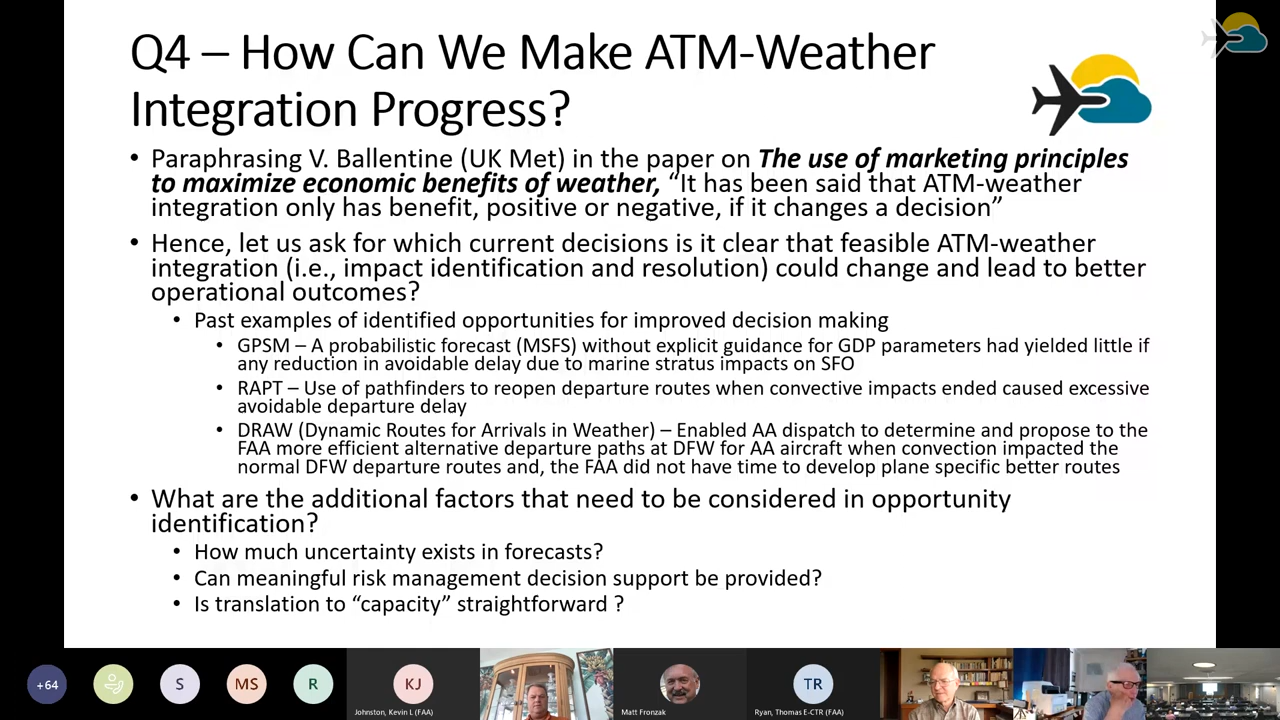 Q4 – How Can We Make ATM-Weather
Integration Progress?
• Paraphrasing V. Ballentine (UK Met) in the paper on The use of marketing principles
to maximize economic benefits of weather, “It has been said that ATM-weather
integration only has benefit, positive or negative, if it changes a decision”
• Hence, let us ask for which current decisions is it clear that feasible ATM-weather
integration (i.e., impact identification and resolution) could change and lead to better
operational outcomes?
• Past examples of identified opportunities for improved decision making
• GPSM – A probabilistic forecast (MSFS) without explicit guidance for GDP parameters had yielded little if
any reduction in avoidable delay due to marine stratus impacts on SFO
• RAPT – Use of pathfinders to reopen departure routes when convective impacts ended caused excessive
avoidable departure delay
• DRAW (Dynamic Routes for Arrivals in Weather) – Enabled AA dispatch to determine and propose to the
FAA more efficient alternative departure paths at DFW for AA aircraft when convection impacted the
normal DFW departure routes and, the FAA did not have time to develop plane specific better routes
• What are the additional factors that need to be considered in opportunity
identification?
• How much uncertainty exists in forecasts?
• Can meaningful risk management decision support be provided?
• Is translation to “capacity” straightforward ?
+64
S
MS
R
KJ
TR
Johnston, Kevin L (FAA)
Matt Fronzak
Ryan, Thomas E-CTR (FAA)